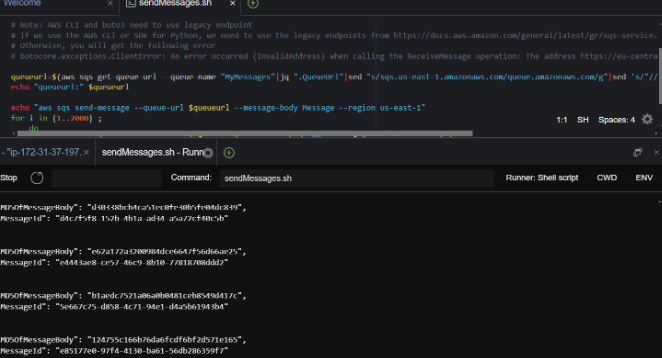 Welcome
sendMessages.sh
# Note: AWS CLI and boto3 need to use legacy endpoint
# If we use the AWS CLI or SDK for Python, we need to use the legacy endpoints from https://docs.aws.amazon.com/general/latest/gr/sqs-service.
# Otherwise, you will get the following error
# botocore.exceptions.ClientError: An error occurred (InvalidAddress) when calling the ReceiveMessage operation: The address https://eu-centra
queueurl=$(aws sqs get-queue-url --queue-name "MyMessages"|jq ".QueueUrl"|sed "s/sqs.us-east-1.amazonaws.com/queue.amazonaws.com/g"|sed 's/"//
echo "queueurl:" $queueurl
echo "aws sqs send-message --queue-url $queueurl --message-body Message --region us-east-1"
for i in {1..2000} ;
do
1:1 SH Spaces: 4
- "ip-172-31-37-197.
sendMessages.sh - Runn
Stop
Command:
sendMessages.sh
Runner: Shell script
CWD
ENV
MD5OfMessageBody": "d30338bcb4ca51ec0fe30b5fe04dc839",
MessageId": "d4c7f5f8-152b-4b1a-ad34-a5a72cf40c5b"
MD5OfMessageBody": "e62a172a3200984dce6647f56d66ae25",
MessageId": "e4443ae8-ce57-46c9-8b10-77818708ddd2"
MD5OfMessageBody": "b1aedc7521a06a0b0481ceb8549d417c",
MessageId": "5e667c75-d858-4c71-94e1-d4a5b61943b4"
MD5OfMessageBody": "124755c166b76da6fcdf6bf2d571e165",
MessageId": "e85177e0-97f4-4130-ba61-56db286359f7"